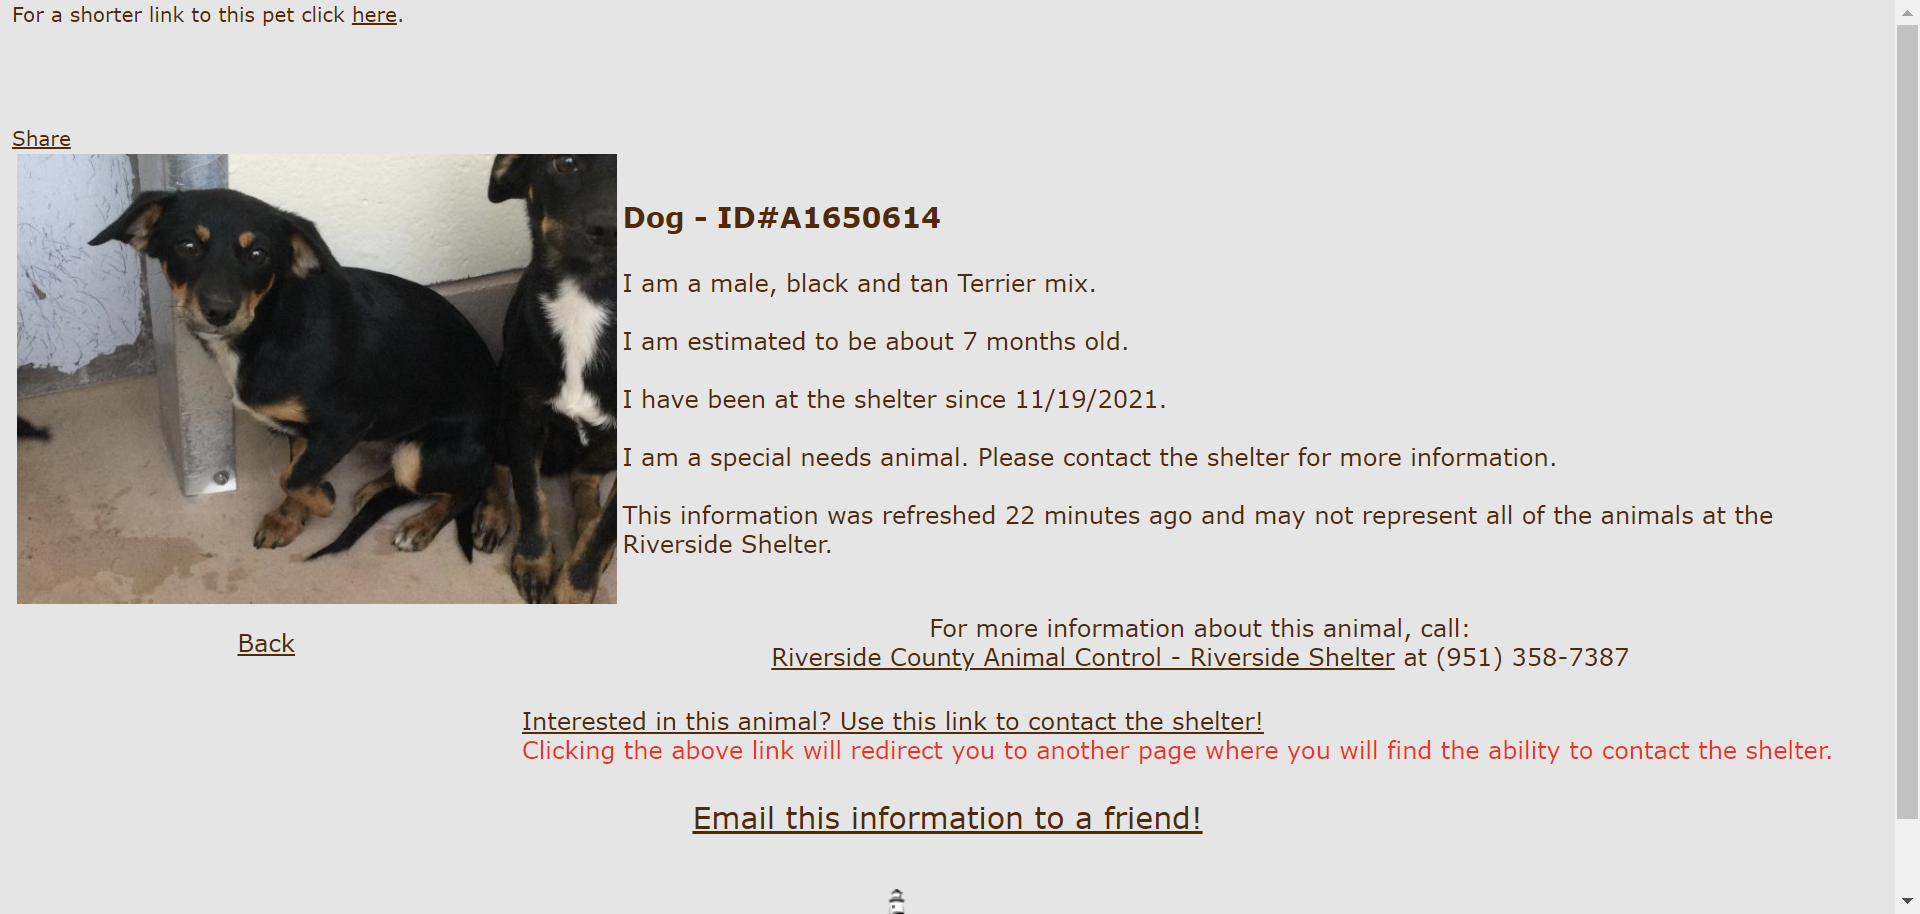 For a shorter link to this pet click here.
Share
Dog - ID#A1650614
I am a male, black and tan Terrier mix.
I am estimated to be about 7 months old.
I have been at the shelter since 11/19/2021.
I am a special needs animal. Please contact the shelter for more information.
This information was refreshed 22 minutes ago and may not represent all of the animals at the
Riverside Shelter.
Back
For more information about this animal, call:
Riverside County Animal Control - Riverside Shelter at (951) 358-7387
Interested in this animal? Use this link to contact the shelter!
Clicking the above link will redirect you to another page where you will find the ability to contact the shelter.
Email this information to a friend!